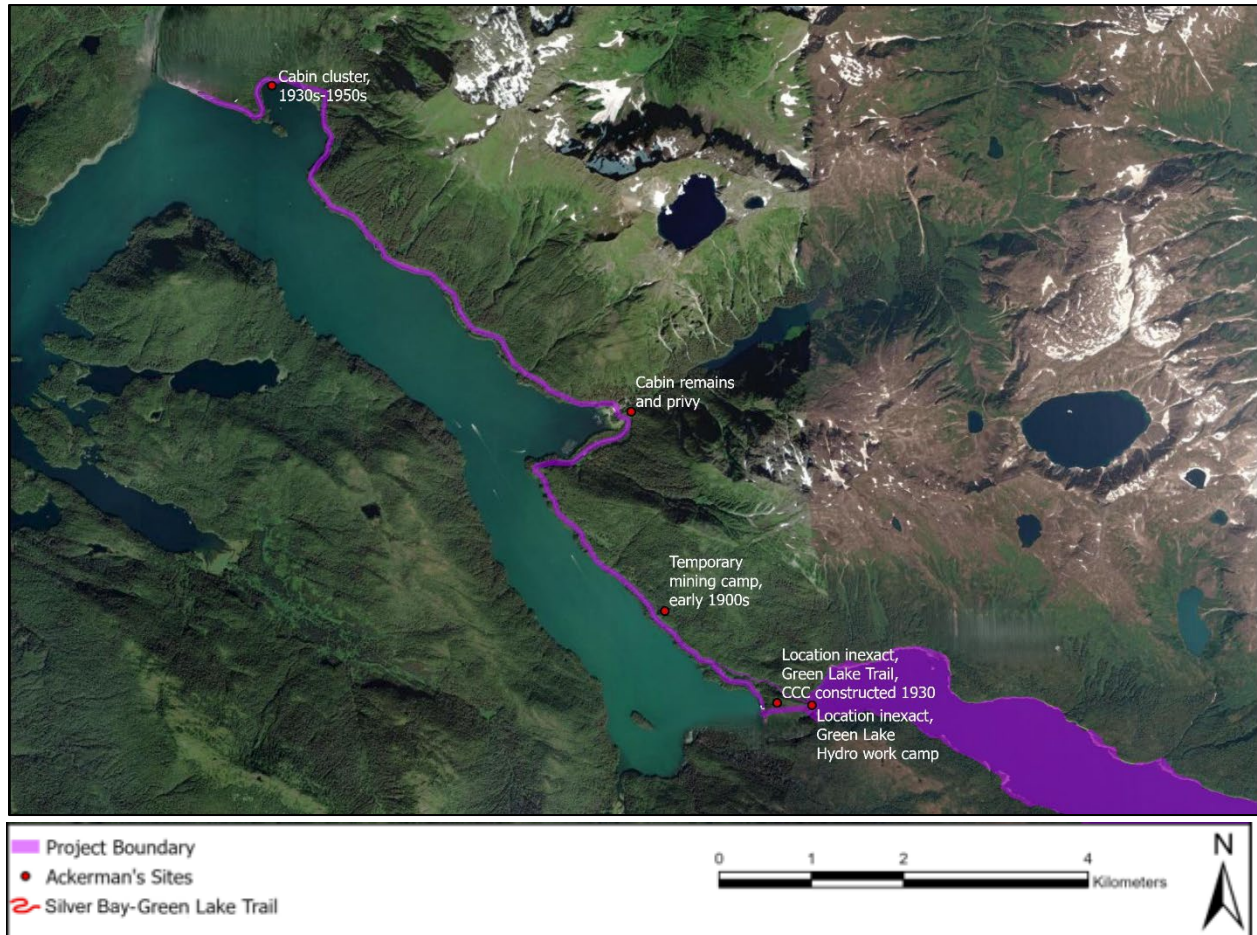 Cabin cluster,
1930s-1950s
Cabin remains
and privy
Temporary
mining camp,
early 1900s
Location inexact,
Green Lake Trail,
CCC constructed 1930
Location inexact,
Green Lake
Hydro work camp
Project Boundary
Ackerman's Sites
Silver Bay-Green Lake Trail
0 1 2 4
Kilometers
N